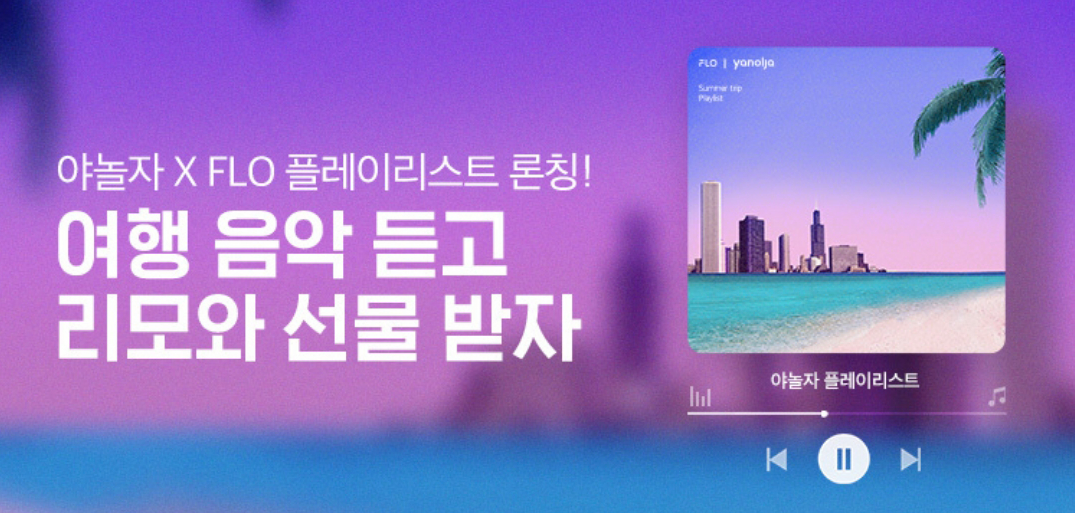 야놀자 X FLO 플레이리스트 론칭!
여행 음악 듣고
리모와 선물 받자
FLO | yanolja
Summer trip
Playlist
야놀자 플레이리스트